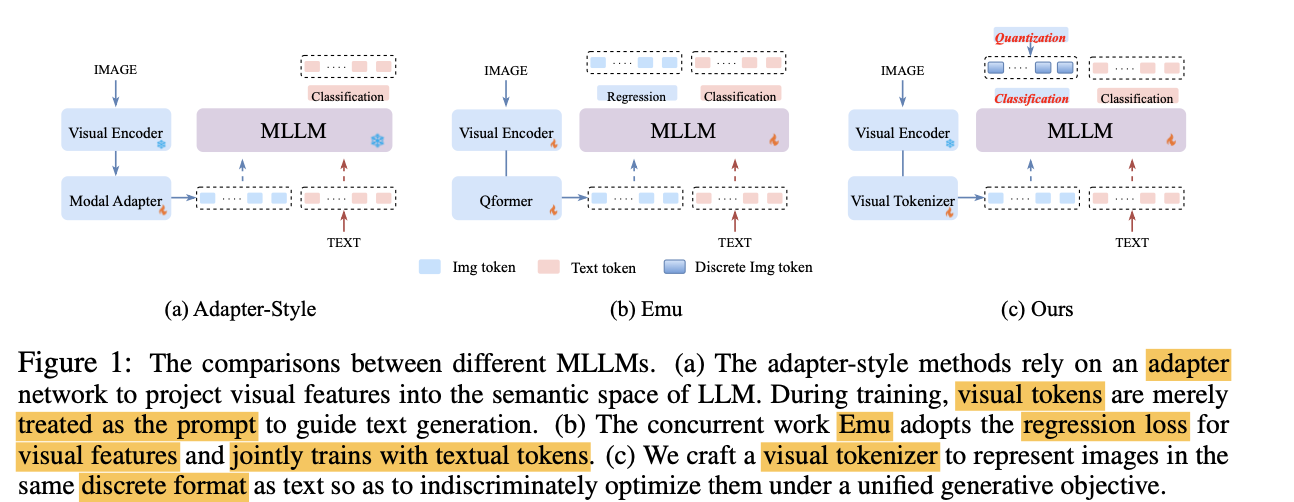 Quantization
IMAGE
IMAGE
IMAGE
Classification
Regression
Classification
Classification
Classification
Visual Encoder
MLLM
Visual Encoder
MLLM
Visual Encoder
MLLM
Modal Adapter
Qformer
Visual Tokenizer
TEXT
TEXT
TEXT
Img token
Text token
Discrete Img token
(a) Adapter-Style
(b) Emu
(c) Ours
Figure 1: The comparisons between different MLLMs. (a) The adapter-style methods rely on an adapter
network to project visual features into the semantic space of LLM. During training, visual tokens are merely
treated as the prompt to guide text generation. (b) The concurrent work Emu adopts the regression loss for
visual features and jointly trains with textual tokens. (c) We craft a visual tokenizer to represent images in the
same discrete format as text so as to indiscriminately optimize them under a unified generative objective.